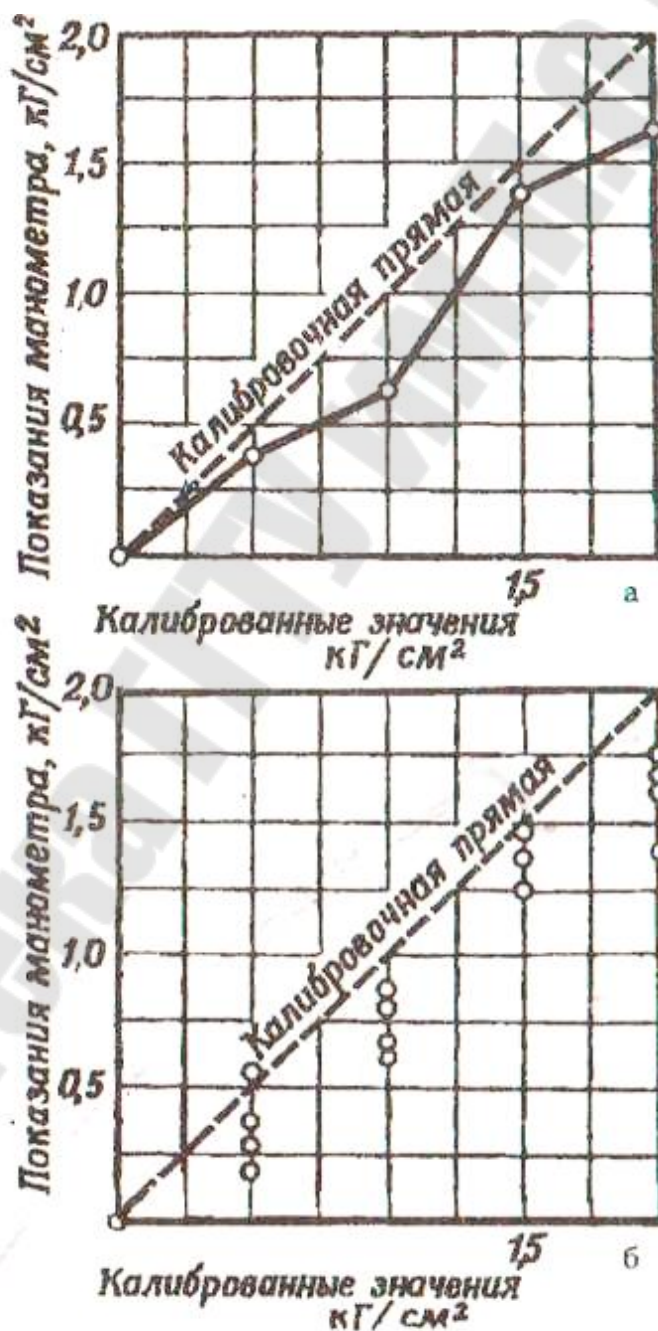 Показания манометра, кГ/см²
2,0
1,5
1,0
0,5
Калибровочная прямая
1,5
а
Калиброванные значения
кГ/см²
Показания манометра, кГ/см2
2,0
1,5
1,0
0,5
Калибровочная прямая
1,5
б
Калиброванные значения
кГ/см²